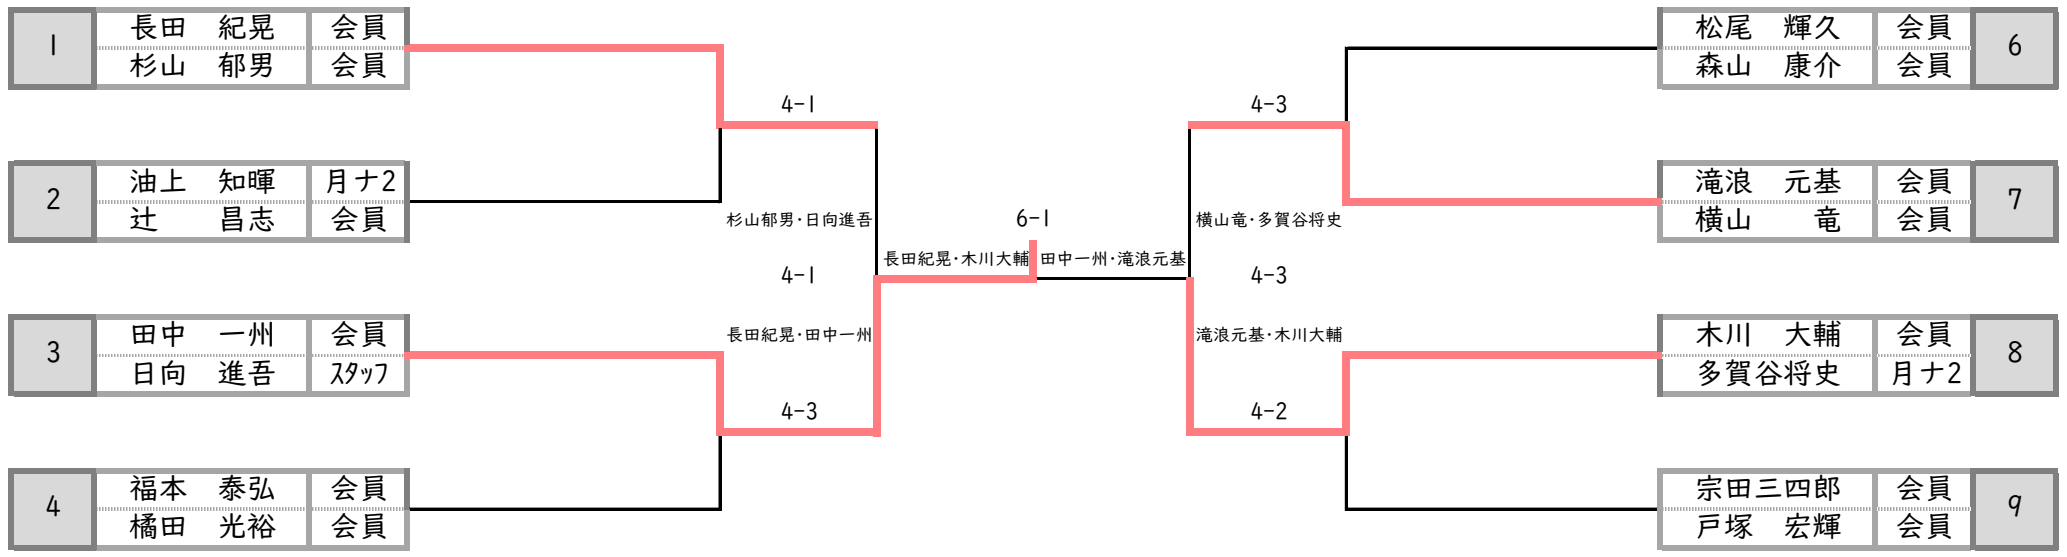 1 長田 紀晃 会員
杉山 郁男 会員
2 油上 知暉 月ナ2
辻 昌志 会員
3 田中 一州 会員
日向 進吾 スタッフ
4 福本 泰弘 会員
橘田 光裕 会員
4-1
杉山郁男・日向進吾
4-1
長田紀晃・田中一州
4-3
6-1
長田紀晃・木川大輔 田中一州・滝浪元基
4-3
横山竜・多賀谷将史
4-3
滝浪元基・木川大輔
4-2
松尾 輝久 会員 6
森山 康介 会員
滝浪 元基 会員 7
横山 竜 会員
木川 大輔 会員 8
多賀谷将史 月ナ2
宗田三四郎 会員 9
戸塚 宏輝 会員